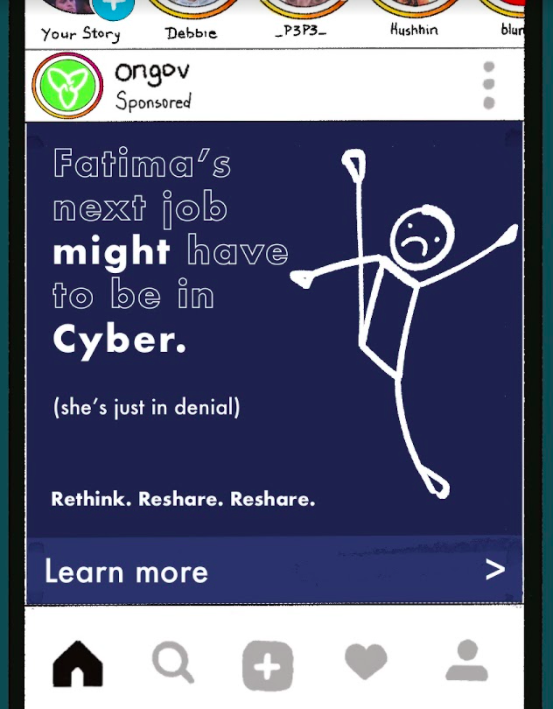 Your Story
Debbie
_P3P3_
Hushhin
blur
ongov
Sponsored
Fatima's
next job
might have
to be in
Cyber.
(she's just in denial)
Rethink. Reshare. Reshare.
Learn more
>